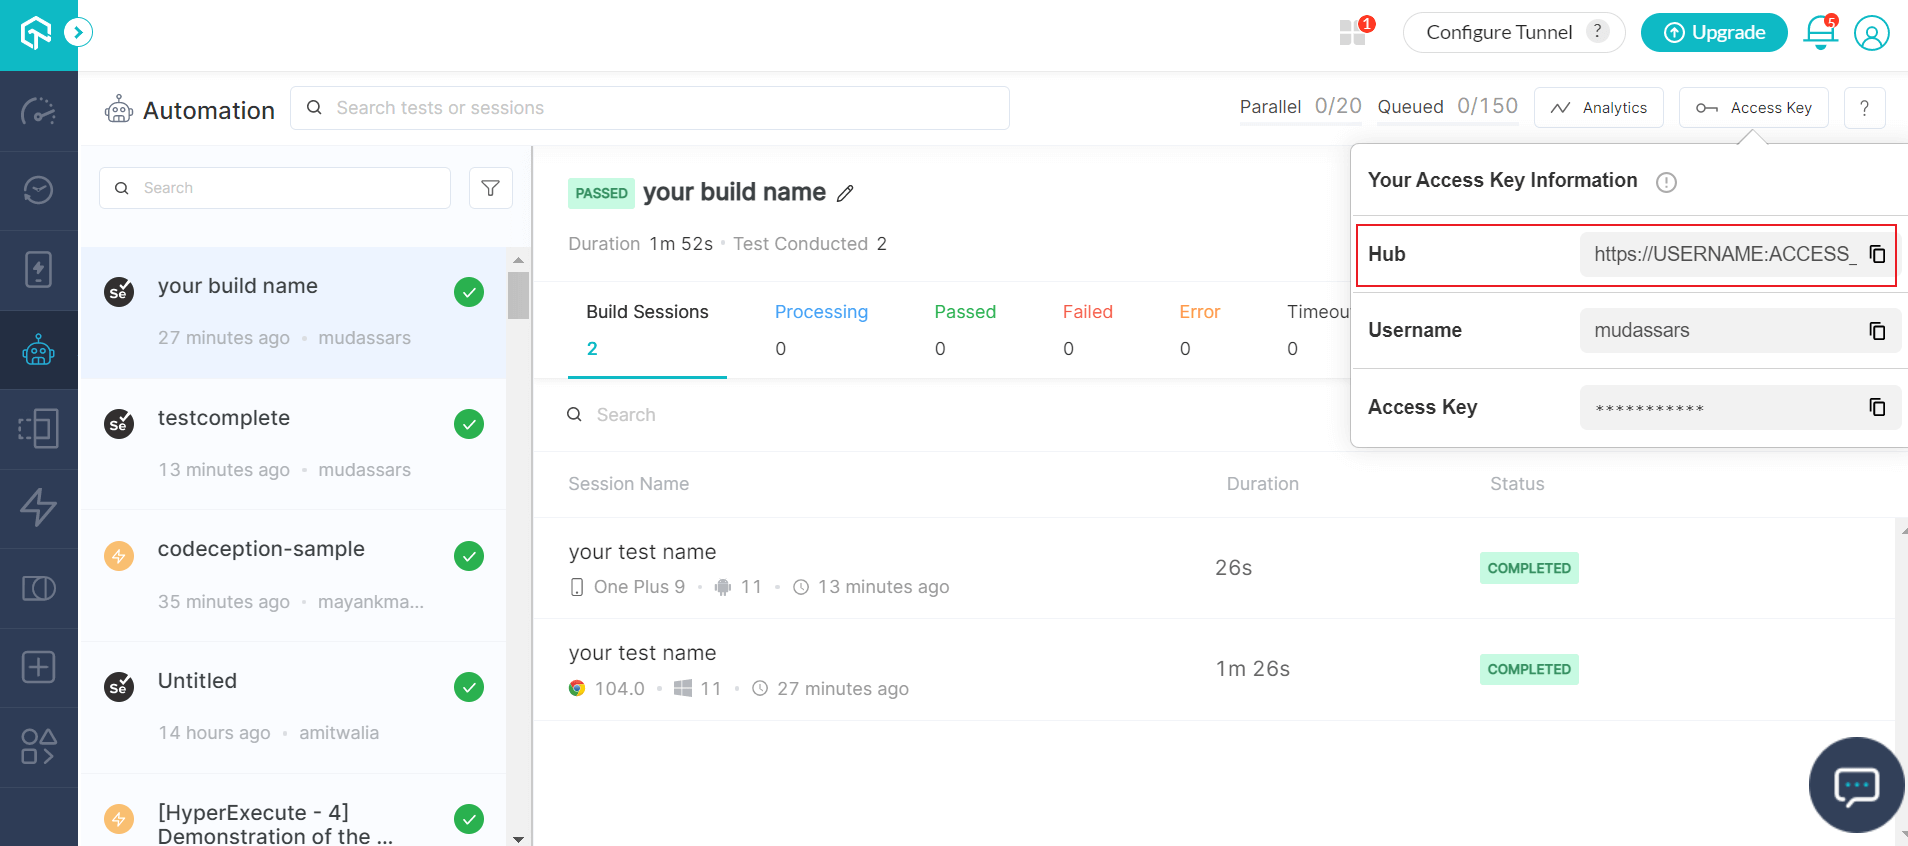 1
Configure Tunnel ?
Upgrade
5
Automation
Search tests or sessions
Parallel 0/20 Queued 0/150
Analytics
Access Key
?
Search
your build name
27 minutes ago • mudassars
testcomplete
13 minutes ago • mudassars
codeception-sample
35 minutes ago • mayankma...
Untitled
14 hours ago • amitwalia
[HyperExecute - 4]
Demonstration of the ...
PASSED your build name
Duration 1m 52s • Test Conducted 2
Build Sessions Processing Passed Failed Error Timeou
2 0 0 0 0 0
Search
Session Name Duration Status
your test name
One Plus 9 • 11 • 13 minutes ago
26s
COMPLETED
your test name
104.0 • 11 • 27 minutes ago
1m 26s
COMPLETED
Your Access Key Information
Hub https://USERNAME:ACCESS_
Username mudassars
Access Key ***********
Se
Se
Se